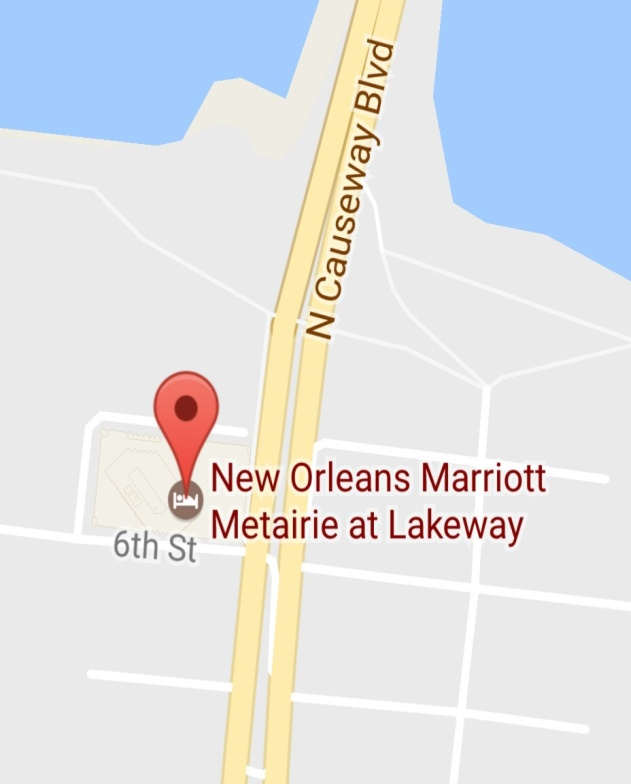 N Causeway Blvd
New Orleans Marriott
Metairie at Lakeway
6th St